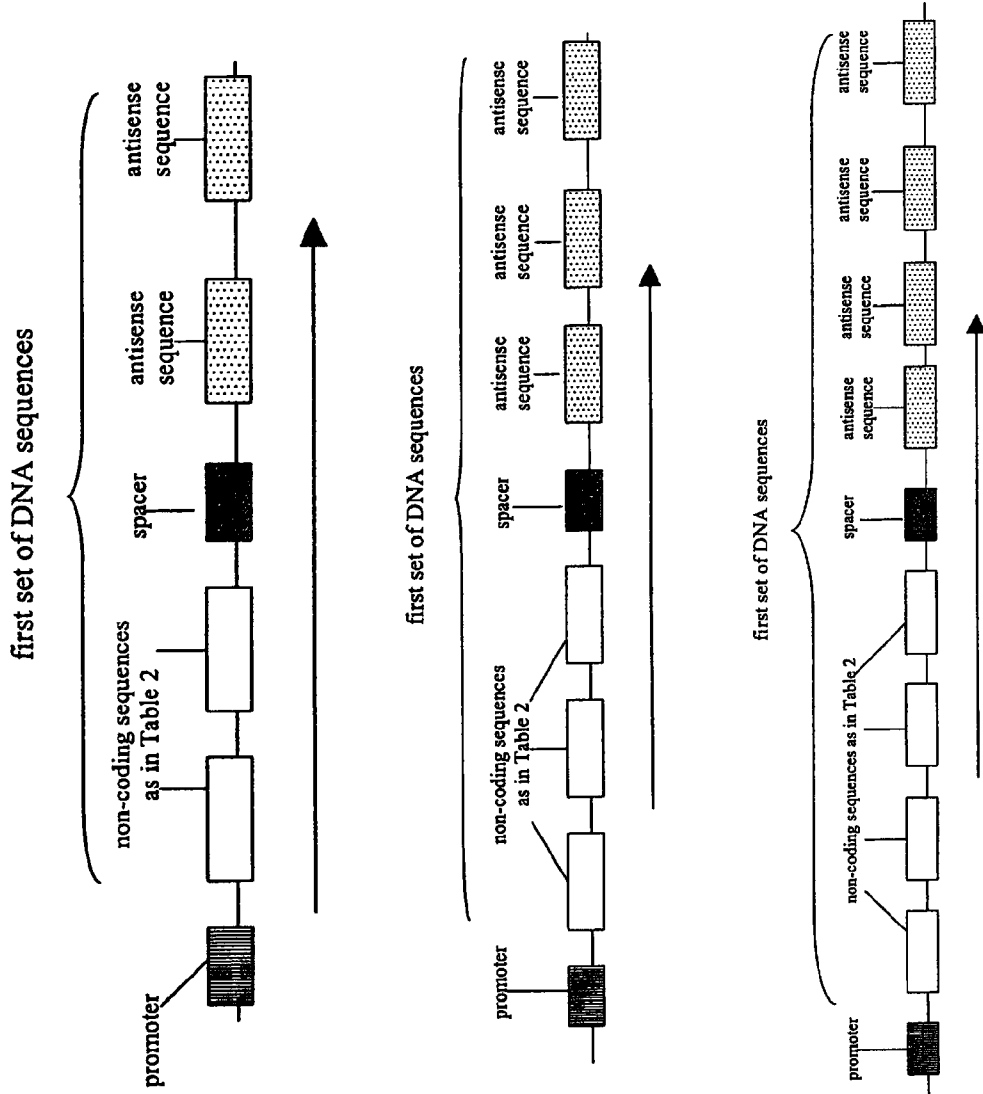 first set of DNA sequences
promoter
non-coding sequences
as in Table 2
spacer
antisense
sequence
antisense
sequence
first set of DNA sequences
promoter
non-coding sequences
as in Table 2
spacer
antisense
sequence
antisense
sequence
antisense
sequence
first set of DNA sequences
promoter
non-coding sequences as in Table 2
spacer
antisense
sequence
antisense
sequence
antisense
sequence
antisense
sequence